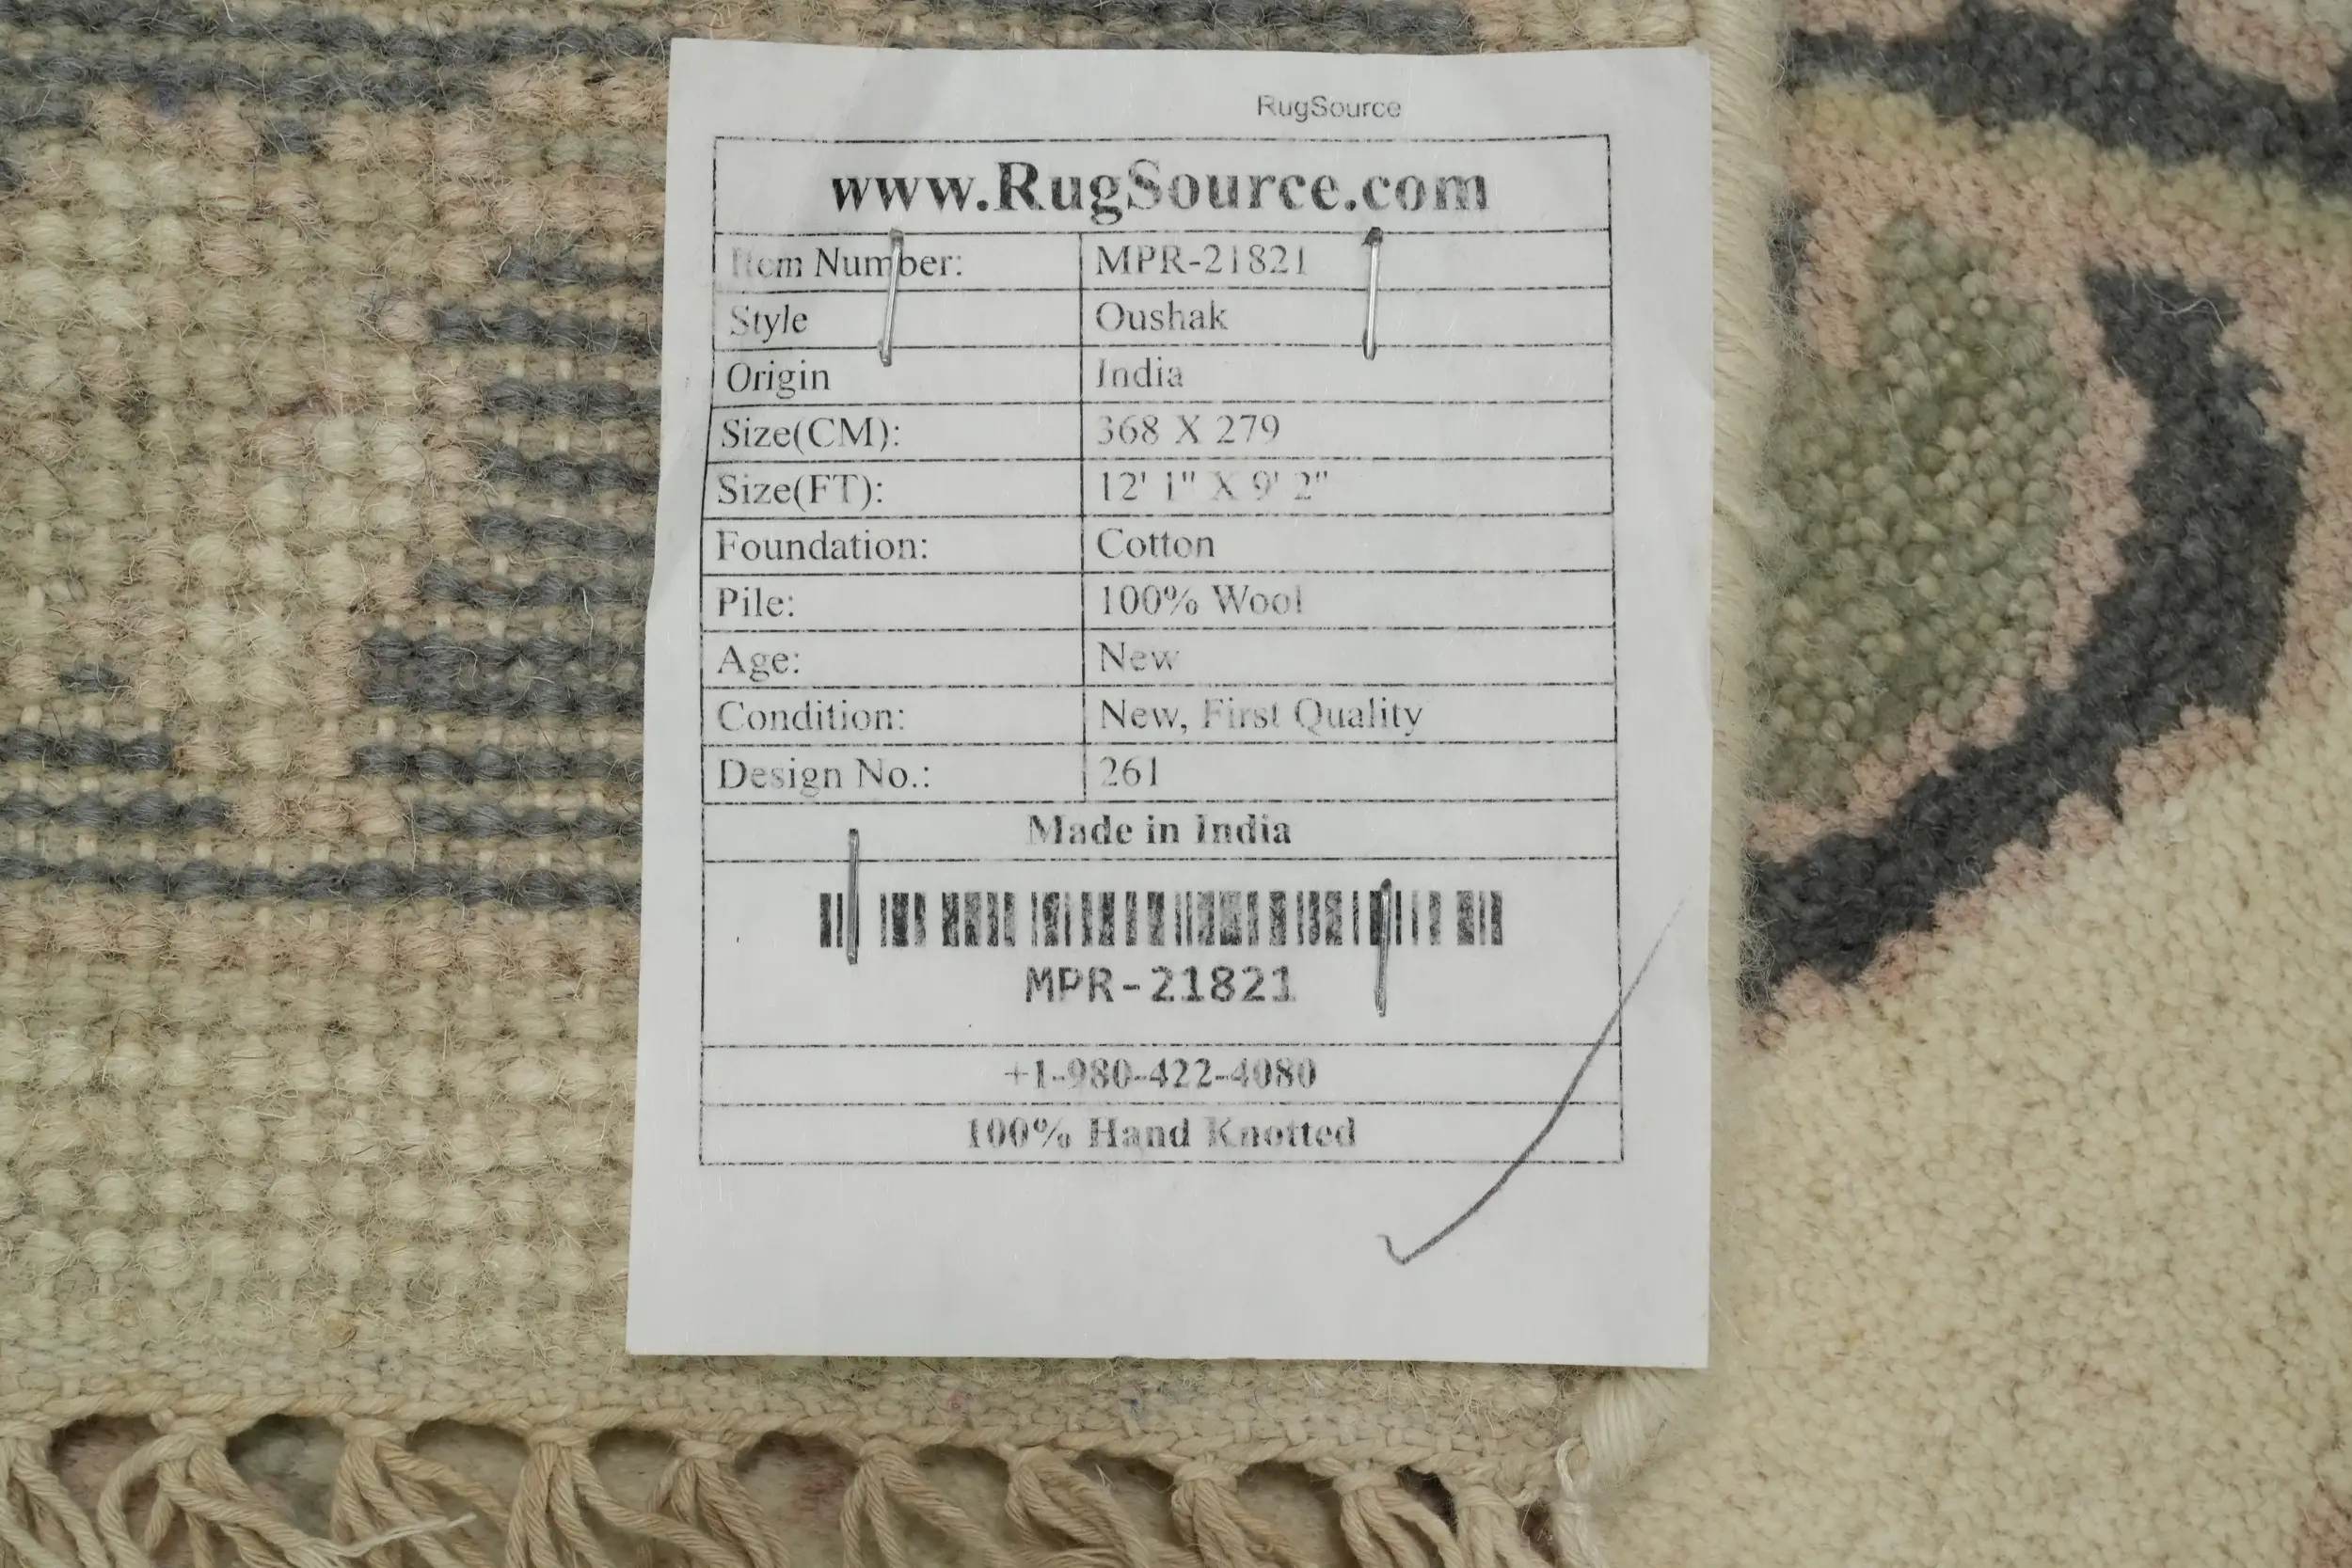 RugSource
www.RugSource.com
Item Number: MPR-21821
Style Oushak
Origin India
Size(CM): 368 X 279
Size(FT): 12' 1" X 9' 2"
Foundation: Cotton
Pile: 100% Wool
Age: New
Condition: New, First Quality
Design No.: 261
Made in India
MPR-21821
+1-980-422-4080
100% Hand Knotted